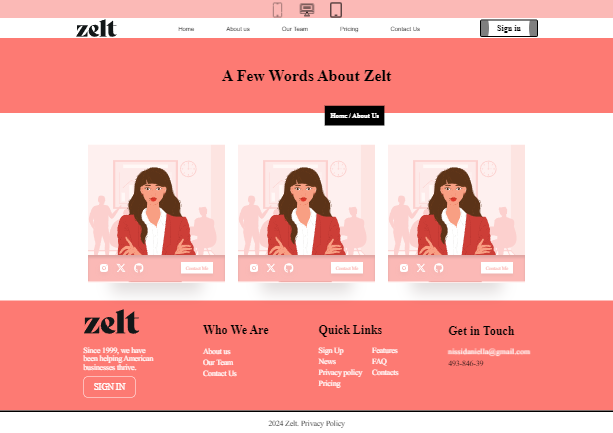 zelt
Home
About us
Our Team
Pricing
Contact Us
Sign in
A Few Words About Zelt
Home / About Us
Contact Me
Contact Me
Contact Me
zelt
Since 1999, we have
been helping American
businesses thrive.
SIGN IN
Who We Are
About us
Our Team
Contact Us
Quick Links
Sign Up
News
Privacy policy
Pricing
Features
FAQ
Contacts
Get in Touch
493-846-39
2024 Zelt. Privacy Policy